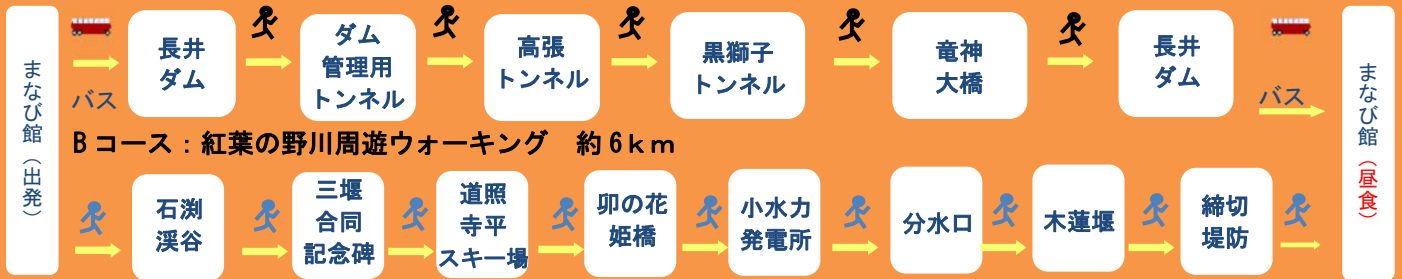 まなび館（出発）
バス
長井
ダム
ダム
管理用
トンネル
高張
トンネル
黒獅子
トンネル
竜神
大橋
長井
ダム
バス
まなび館（昼食）
Bコース：紅葉の野川周遊ウォーキング　約6ｋｍ
石渕
渓谷
三堰
合同
記念碑
道照
寺平
スキー場
卯の花
姫橋
小水力
発電所
分水口
木蓮堰
締切
堤防